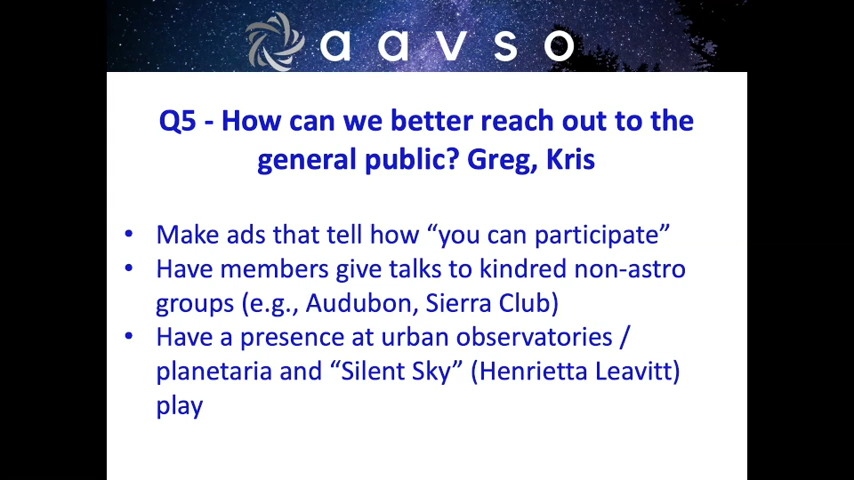 aavso
Q5 - How can we better reach out to the
general public? Greg, Kris
• Make ads that tell how “you can participate”
• Have members give talks to kindred non-astro
groups (e.g., Audubon, Sierra Club)
• Have a presence at urban observatories /
planetaria and “Silent Sky” (Henrietta Leavitt)
play